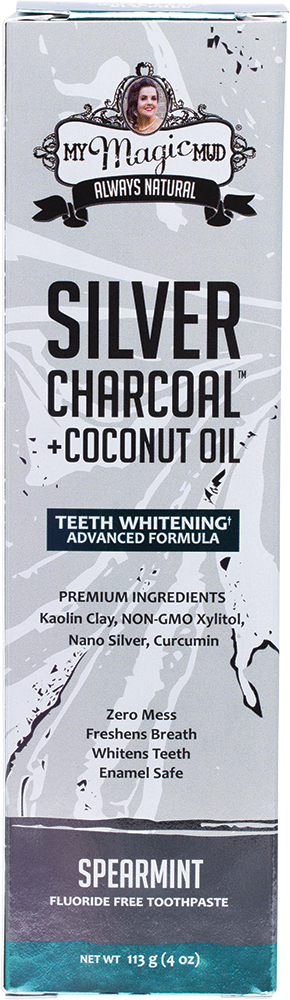 MY Magic MUD®
ALWAYS NATURAL
SILVER
CHARCOAL™
+COCONUT OIL
TEETH WHITENING†
ADVANCED FORMULA
PREMIUM INGREDIENTS
Kaolin Clay, NON-GMO Xylitol,
Nano Silver, Curcumin
Zero Mess
Freshens Breath
Whitens Teeth
Enamel Safe
SPEARMINT
FLUORIDE FREE TOOTHPASTE
NET WT 113 g (4 oz)